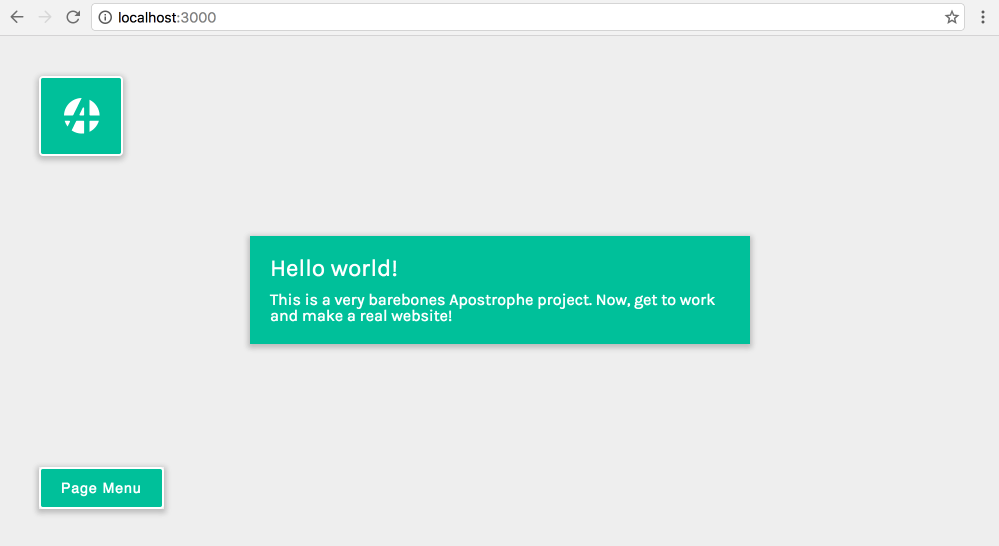 localhost:3000
Hello world!
This is a very barebones Apostrophe project. Now, get to work
and make a real website!
Page Menu